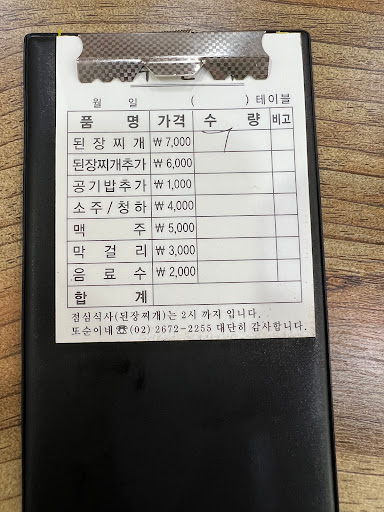 월 일 ( ) 테이블
품 명 가격 수 량 비고
된 장 찌 개 ₩ 7,000 1
된장찌개추가 ₩ 6,000
공기밥추가 ₩ 1,000
소주 / 청하 ₩ 4,000
맥 주 ₩ 5,000
막 걸 리 ₩ 3,000
음 료 수 ₩ 2,000
합 계
점심식사(된장찌개)는 2시 까지 입니다.
또순이네☏(02) 2672-2255 대단히 감사합니다.